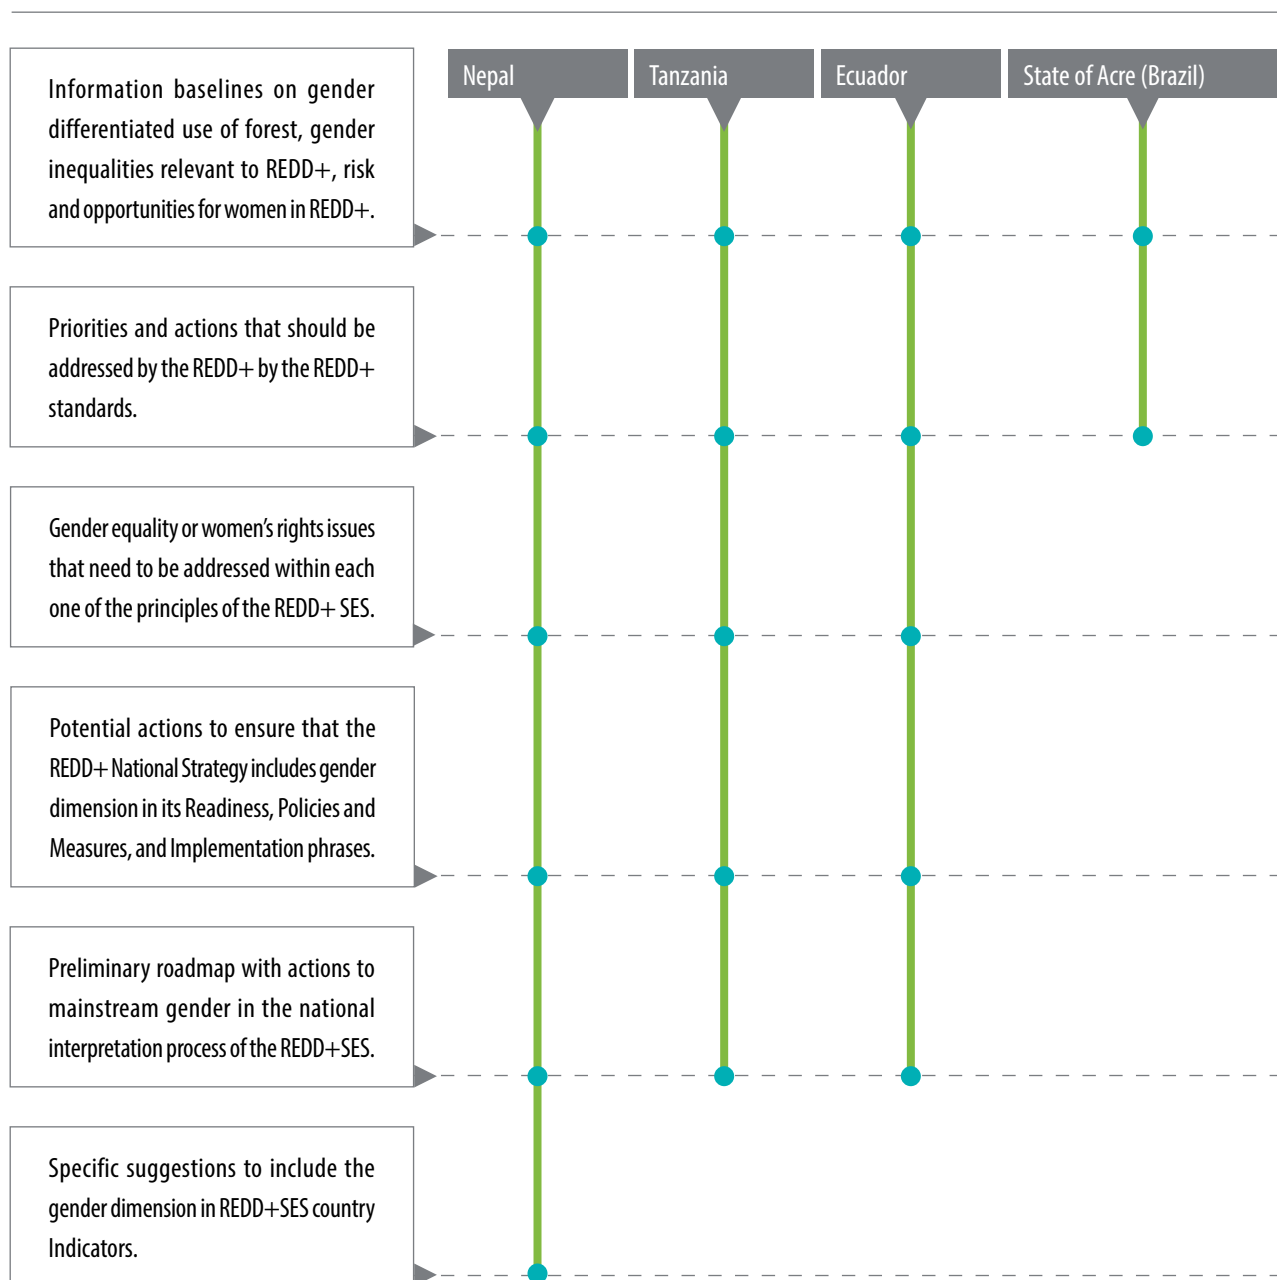 Nepal
Tanzania
Ecuador
State of Acre (Brazil)
Information baselines on gender
differentiated use of forest, gender
inequalities relevant to REDD+, risk
and opportunities for women in REDD+.
Priorities and actions that should be
addressed by the REDD+ by the REDD+
standards.
Gender equality or women's rights issues
that need to be addressed within each
one of the principles of the REDD+ SES.
Potential actions to ensure that the
REDD+ National Strategy includes gender
dimension in its Readiness, Policies and
Measures, and Implementation phrases.
Preliminary roadmap with actions to
mainstream gender in the national
interpretation process of the REDD+SES.
Specific suggestions to include the
gender dimension in REDD+SES country
Indicators.